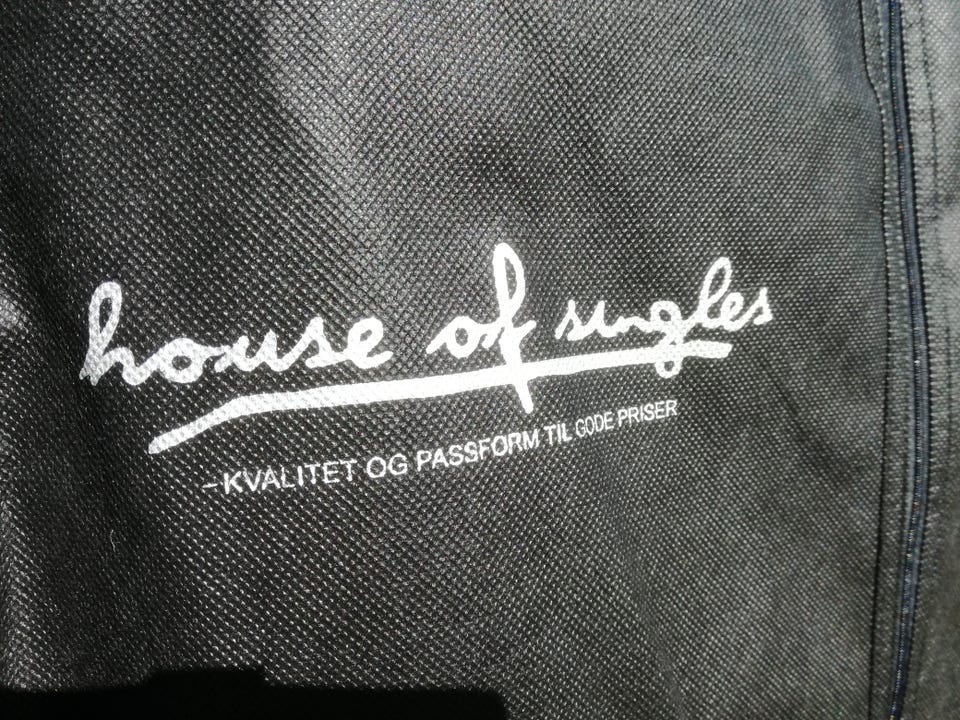 house of singles
-KVALITET OG PASSFORM TIL GODE PRISER